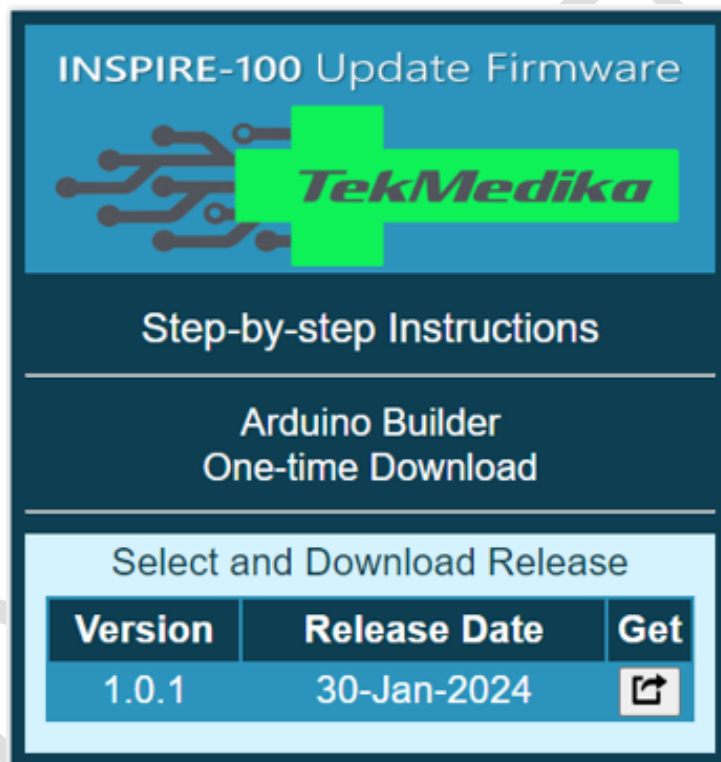 INSPIRE-100 Update Firmware
TekMedika
Step-by-step Instructions
Arduino Builder
One-time Download
Select and Download Release
Version Release Date Get
1.0.1 30-Jan-2024